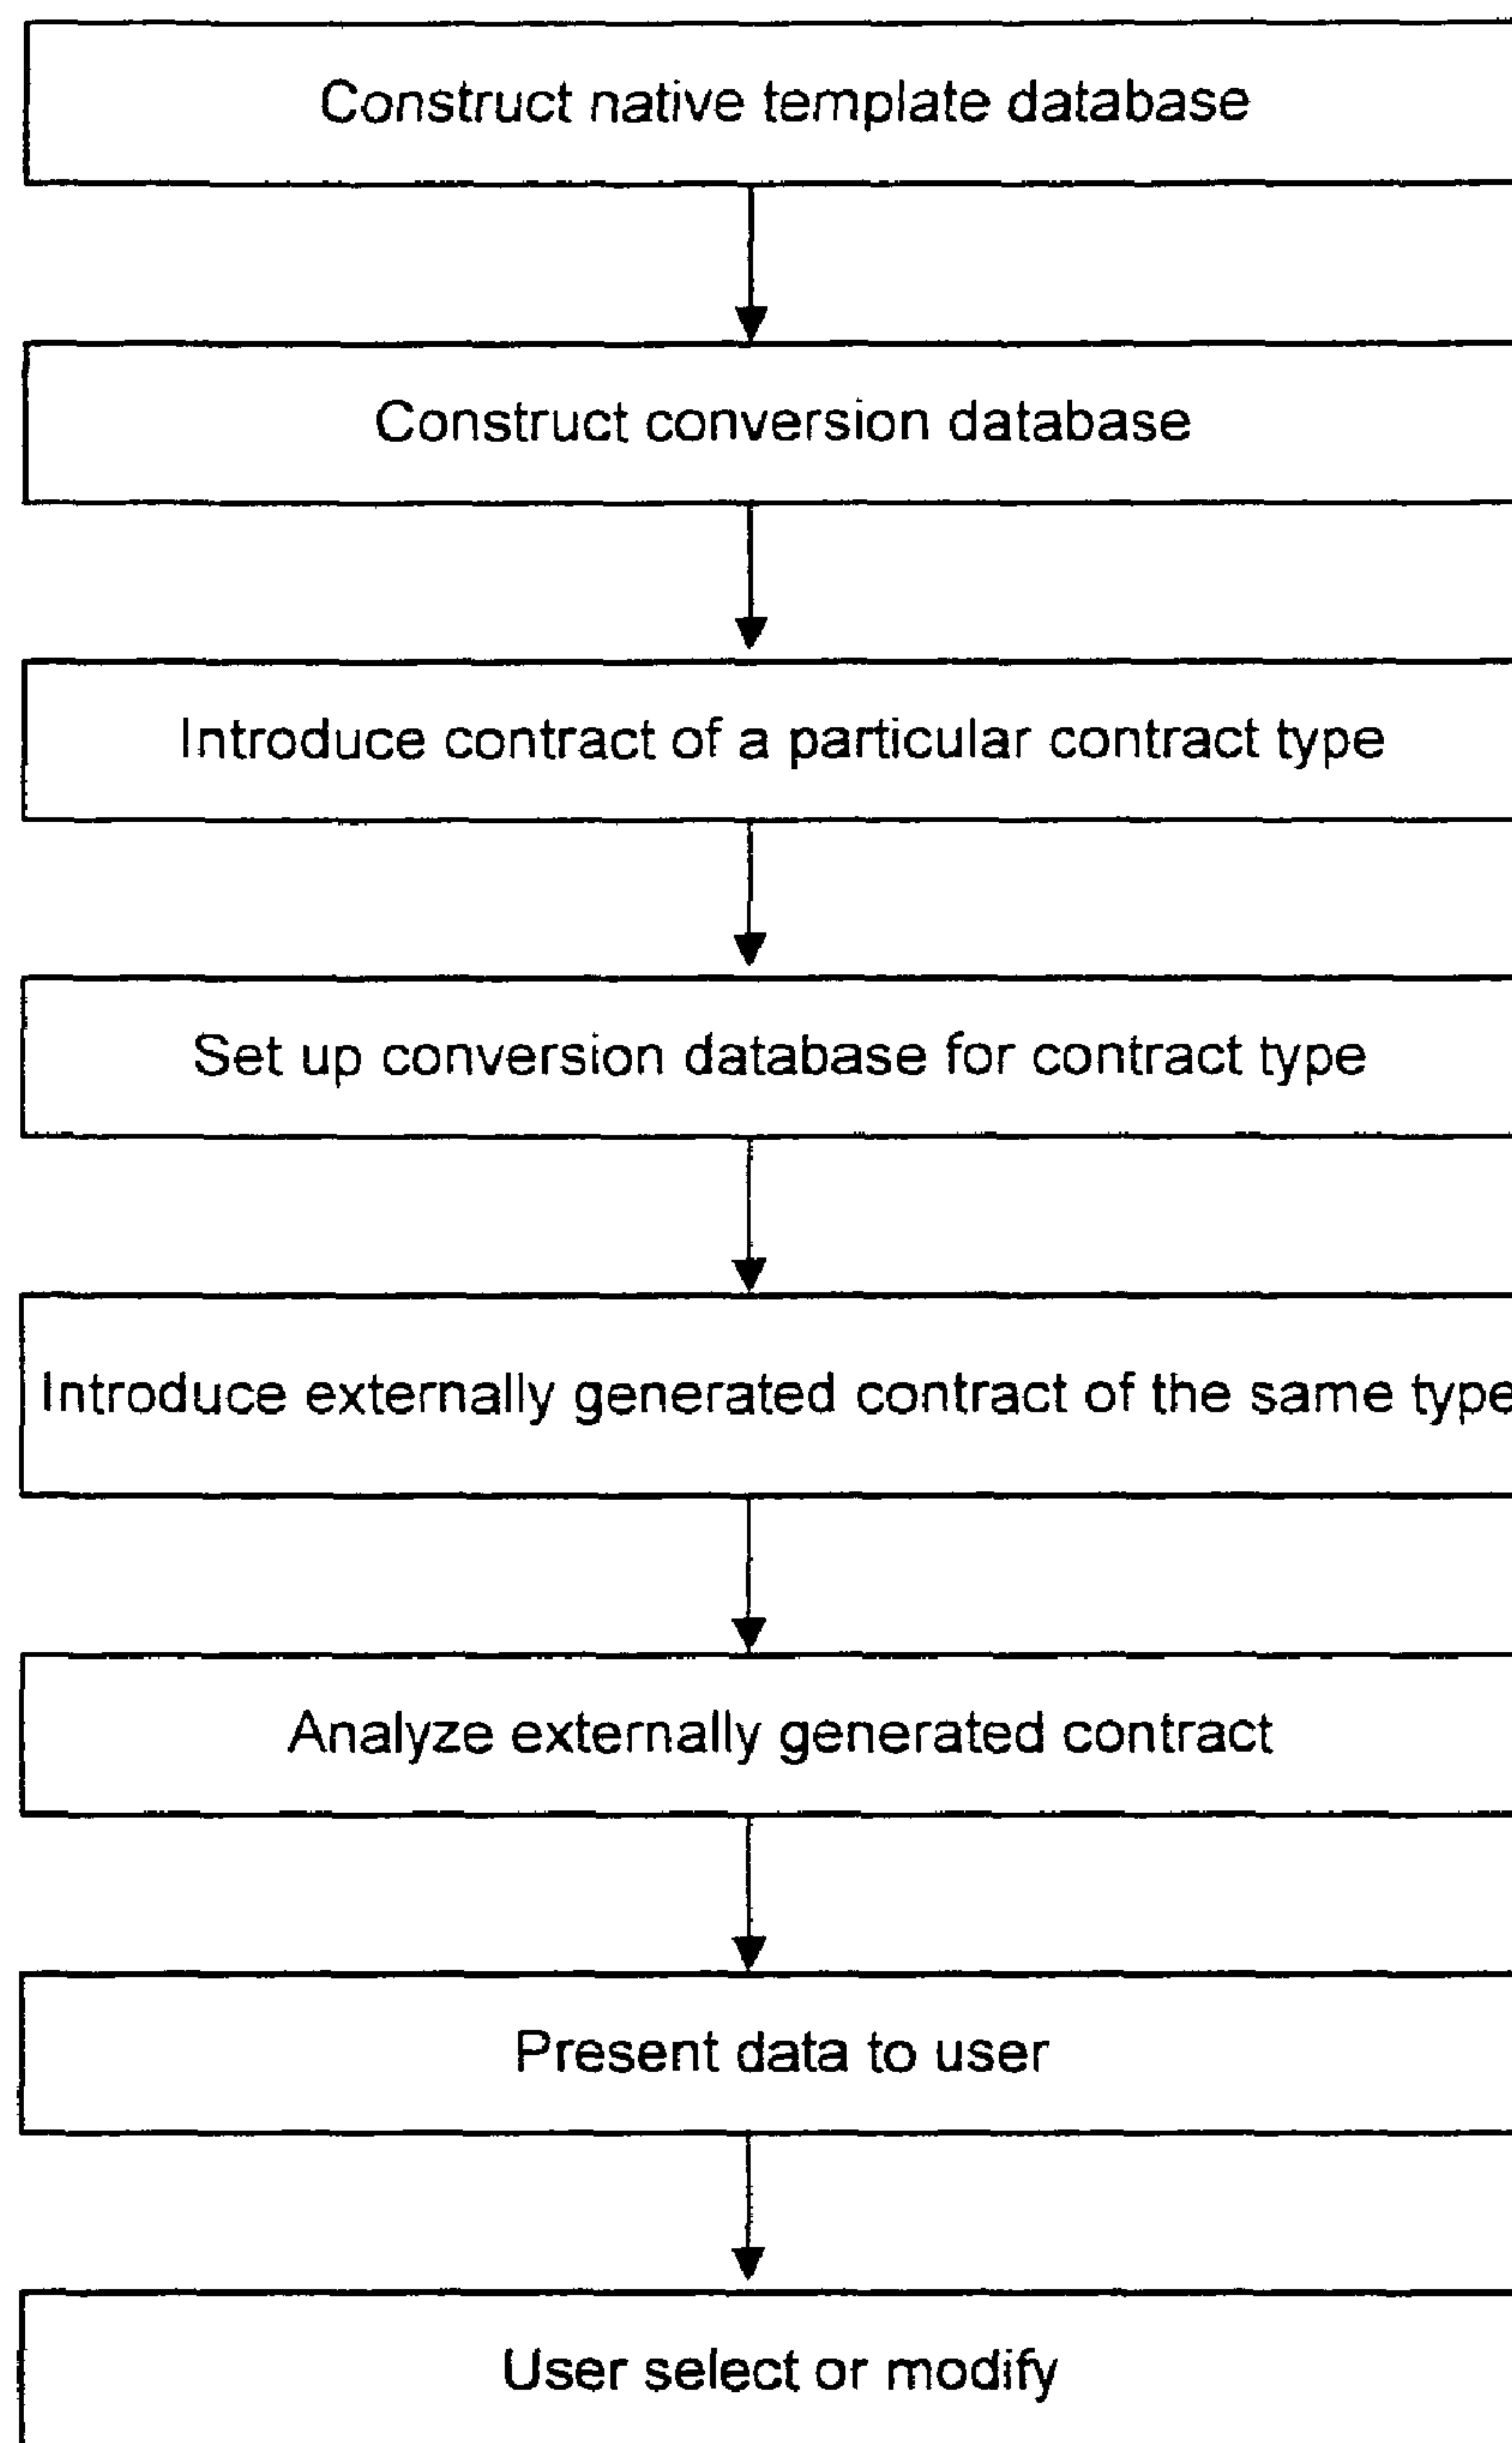 Construct native template database
Construct conversion database
Introduce contract of a particular contract type
Set up conversion database for contract type
Introduce externally generated contract of the same type
Analyze externally generated contract
Present data to user
User select or modify